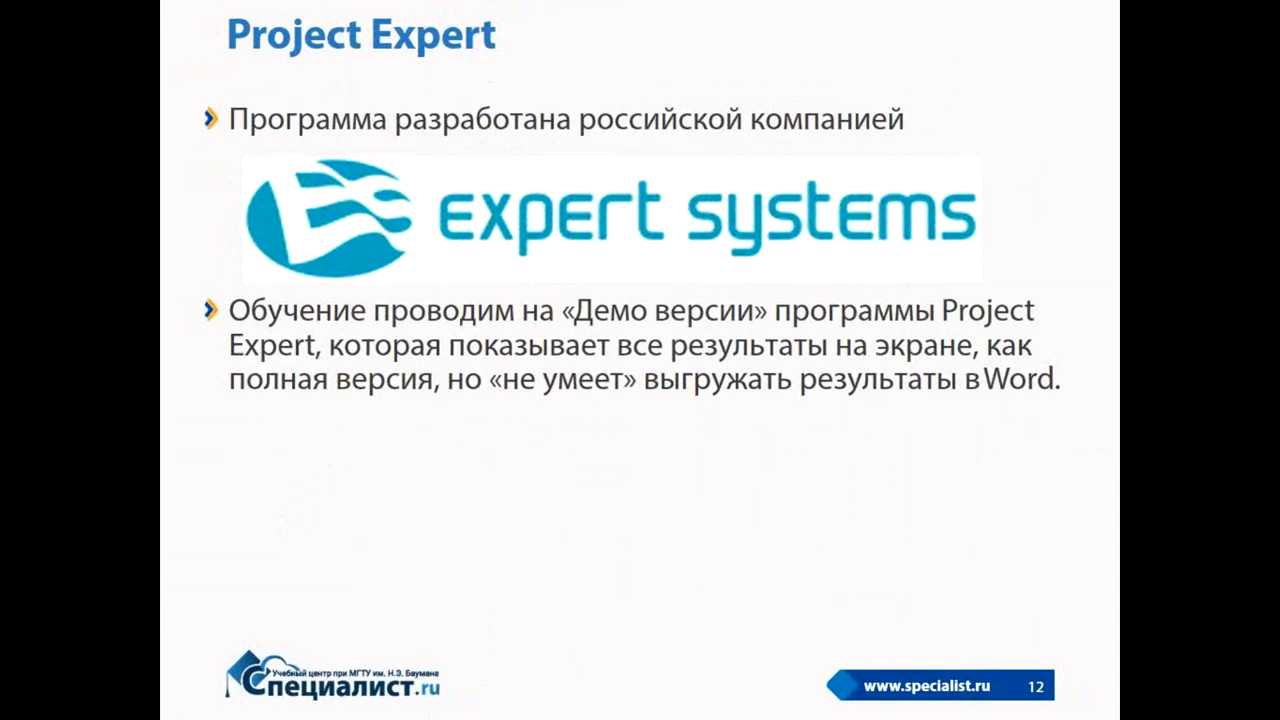 Project Expert
Программа разработана российской компанией
expert systems
Обучение проводим на «Демо версии» программы Project
Expert, которая показывает все результаты на экране, как
полная версия, но «не умеет» выгружать результаты в Word.
Учебный центр при МГТУ им. Н.Э. Баумана
Специалист.ru
www.specialist.ru 12